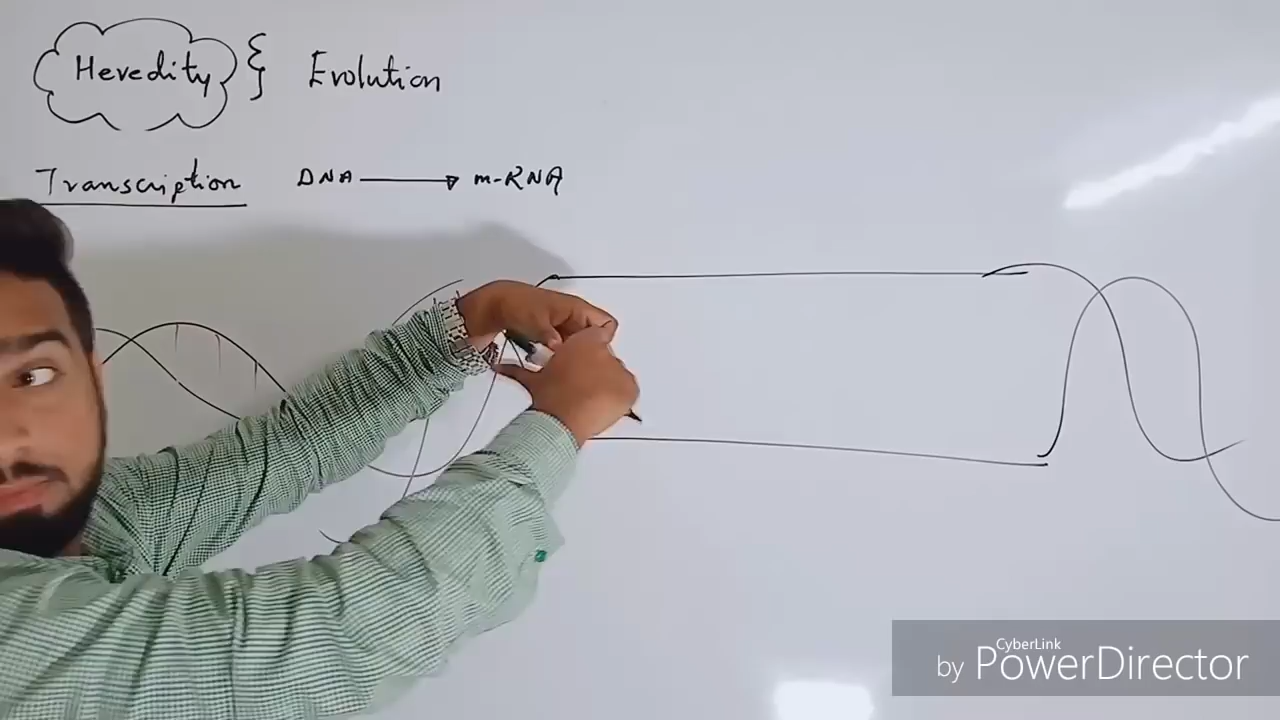 Heredity } Evolution
Transcription DNA → m-RNA
CyberLink
by PowerDirector